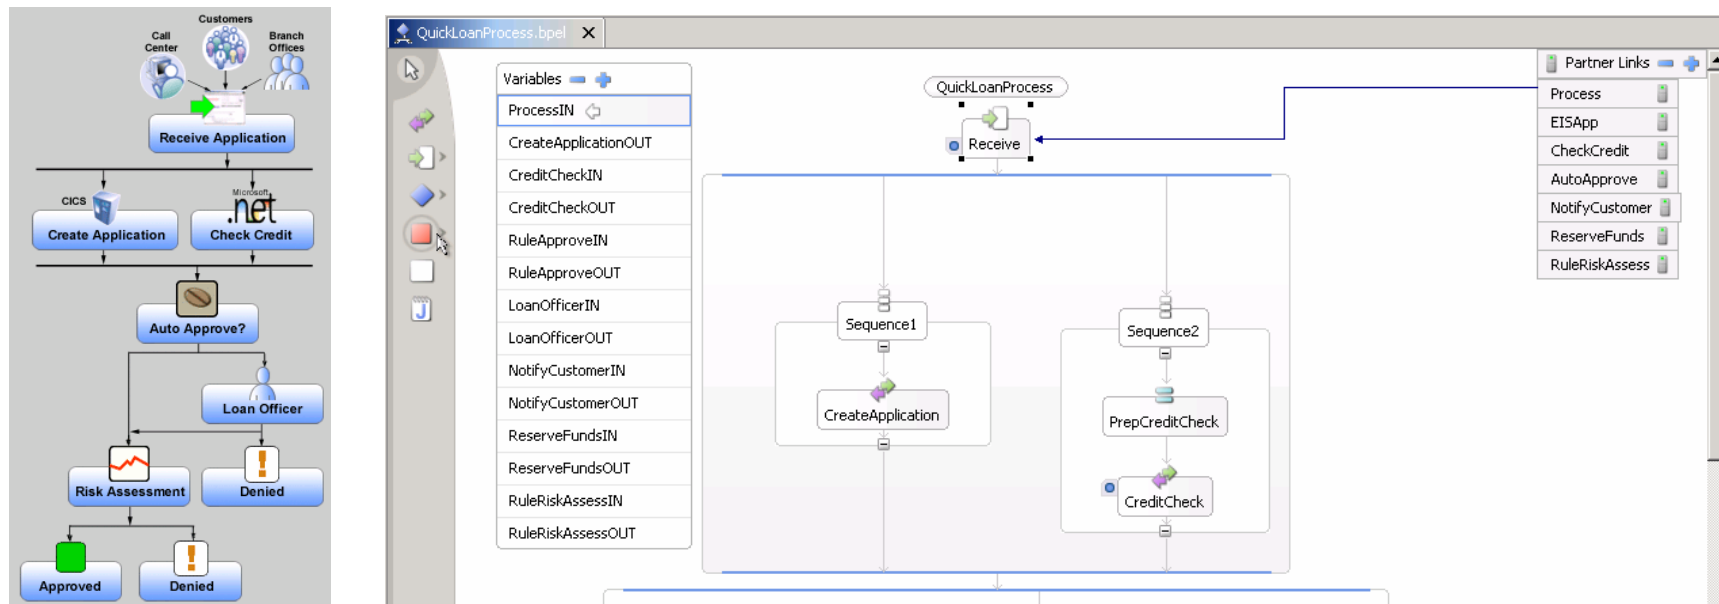 Customers
Call
Center
Branch
Offices
Receive Application
CICS
Microsoft
.net
Create Application
Check Credit
Auto Approve?
Loan Officer
Risk Assessment
Denied
Approved
Denied
QuickLoanProcess.bpel
Variables
ProcessIN
CreateApplicationOUT
CreditCheckIN
CreditCheckOUT
RuleApproveIN
RuleApproveOUT
LoanOfficerIN
LoanOfficerOUT
NotifyCustomerIN
NotifyCustomerOUT
ReserveFundsIN
ReserveFundsOUT
RuleRiskAssessIN
RuleRiskAssessOUT
QuickLoanProcess
Receive
Sequence1
CreateApplication
Sequence2
PrepCreditCheck
CreditCheck
Partner Links
Process
EISApp
CheckCredit
AutoApprove
NotifyCustomer
ReserveFunds
RuleRiskAssess
J